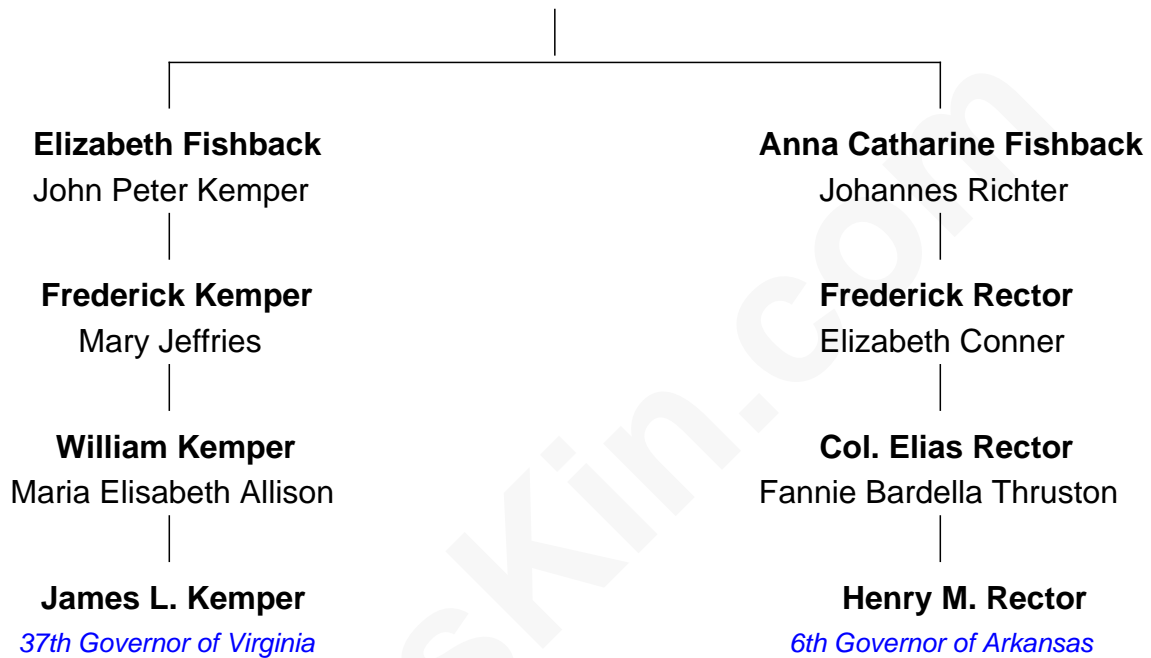 Elizabeth Fishback
John Peter Kemper
Frederick Kemper
Mary Jeffries
William Kemper
Maria Elisabeth Allison
James L. Kemper
37th Governor of Virginia
Anna Catharine Fishback
Johannes Richter
Frederick Rector
Elizabeth Conner
Col. Elias Rector
Fannie Bardella Thruston
Henry M. Rector
6th Governor of Arkansas
sKin.com